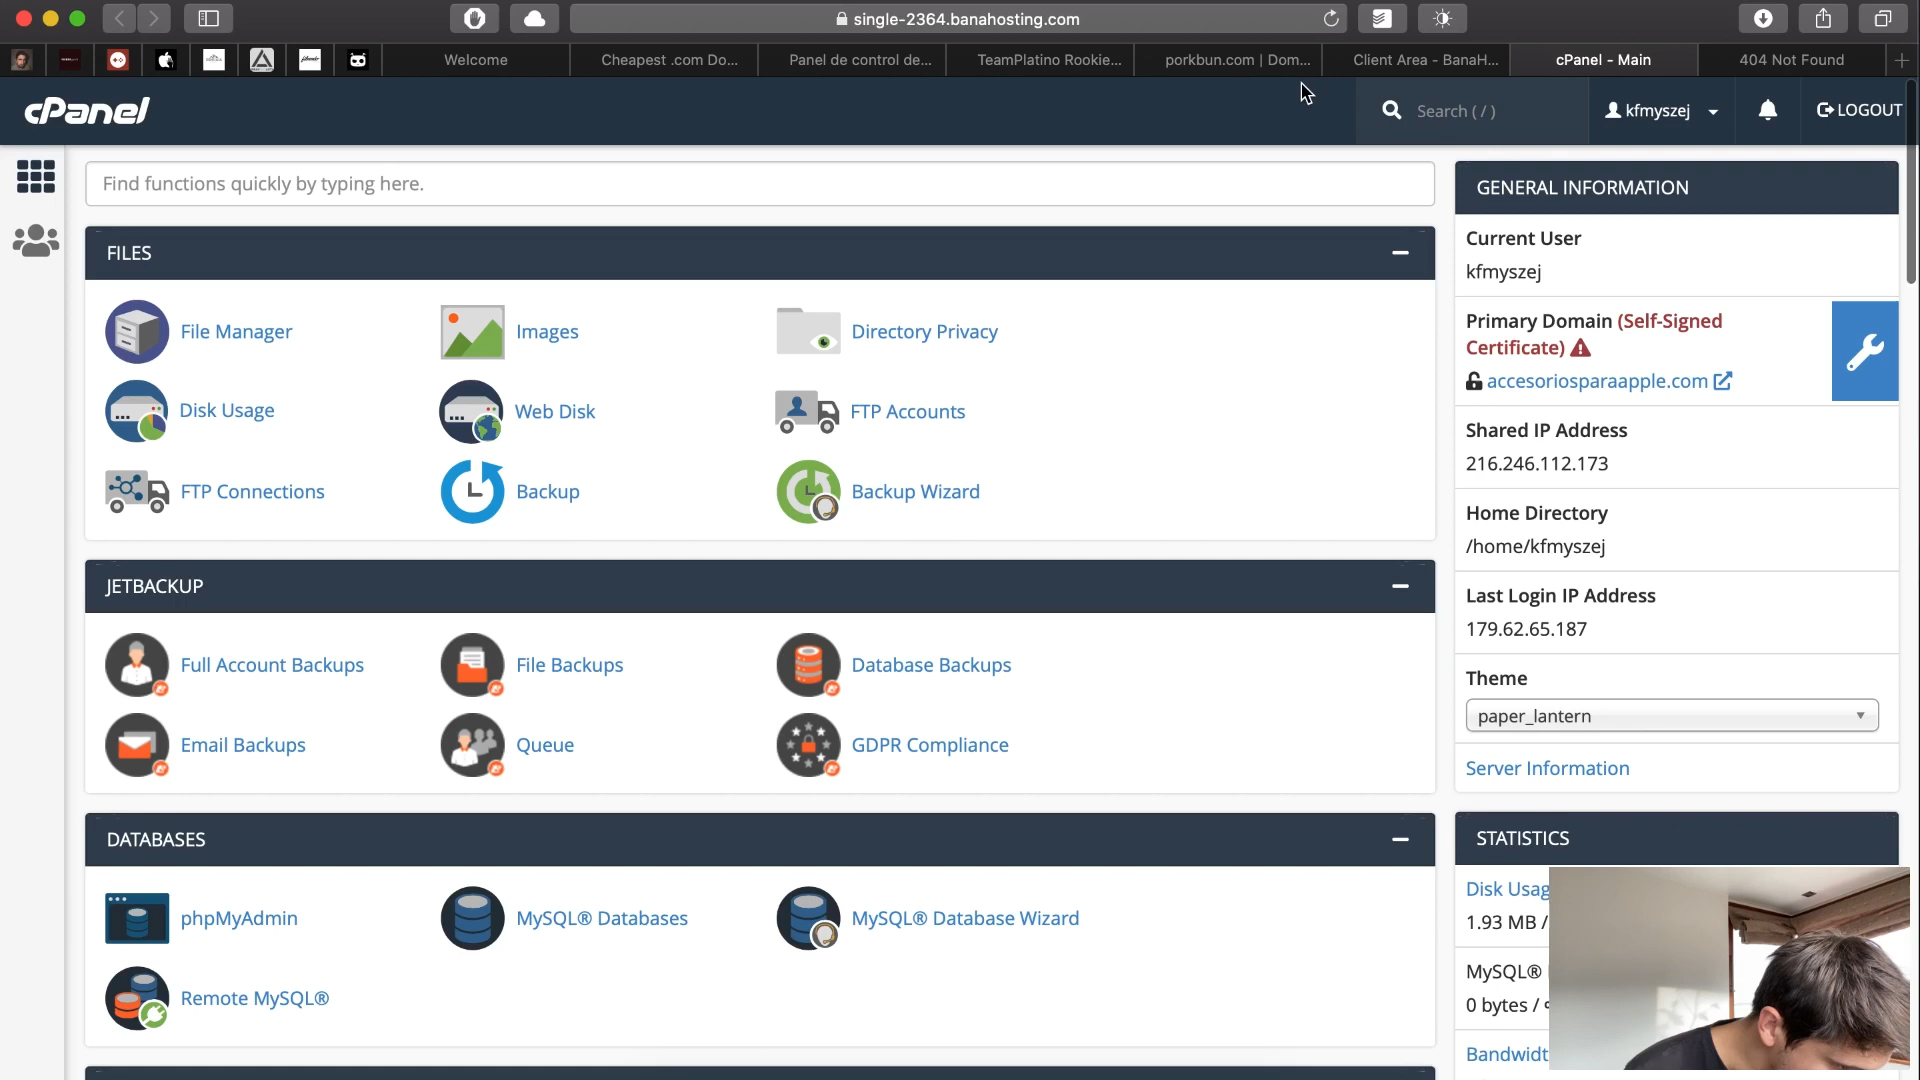 single-2364.banahosting.com
Welcome
Cheapest .com Do...
Panel de control de...
TeamPlatino Rookie...
porkbun.com | Dom...
Client Area - BanaH...
cPanel - Main
404 Not Found
cPanel
Search ( / )
kfmyszej
LOGOUT
Find functions quickly by typing here.
FILES
File Manager
Images
Directory Privacy
Disk Usage
Web Disk
FTP Accounts
FTP Connections
Backup
Backup Wizard
JETBACKUP
Full Account Backups
File Backups
Database Backups
Email Backups
Queue
GDPR Compliance
DATABASES
phpMyAdmin
MySQL® Databases
MySQL® Database Wizard
Remote MySQL®
GENERAL INFORMATION
Current User
kfmyszej
Primary Domain (Self-Signed
Certificate)
accesoriosparaapple.com
Shared IP Address
216.246.112.173
Home Directory
/home/kfmyszej
Last Login IP Address
179.62.65.187
Theme
paper_lantern
Server Information
STATISTICS
Disk Usag
1.93 MB /
MySQL®
0 bytes /
Bandwidt